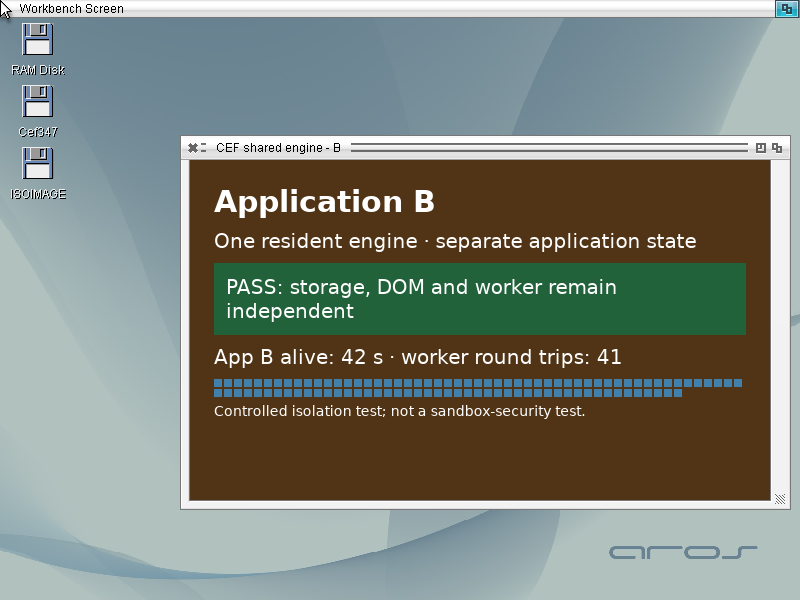 Workbench Screen
RAM Disk
Cef347
ISOIMAGE
CEF shared engine - B
Application B
One resident engine · separate application state
PASS: storage, DOM and worker remain
independent
App B alive: 42 s · worker round trips: 41
Controlled isolation test; not a sandbox-security test.
aros